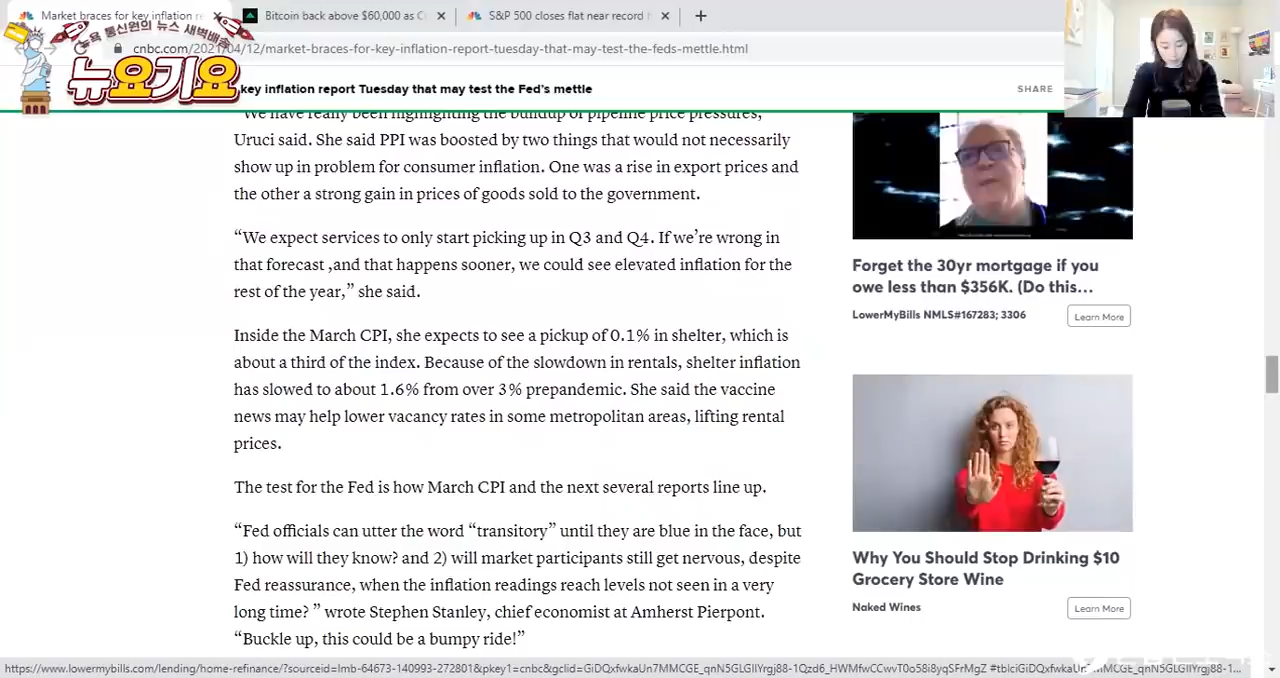 Market braces for key inflation re
Bitcoin back above $60,000 as C
S&P 500 closes flat near record h
뉴욕 통신원의 뉴스 새벽배송
뉴요기요
cnbc.com/2021/04/12/market-braces-for-key-inflation-report-tuesday-that-may-test-the-feds-mettle.html
key inflation report Tuesday that may test the Fed's mettle
SHARE
"We have really been highlighting the buildup of pipeline price pressures,"
Uruci said. She said PPI was boosted by two things that would not necessarily
show up in problem for consumer inflation. One was a rise in export prices and
the other a strong gain in prices of goods sold to the government.
“We expect services to only start picking up in Q3 and Q4. If we’re wrong in
that forecast ,and that happens sooner, we could see elevated inflation for the
rest of the year,” she said.
Inside the March CPI, she expects to see a pickup of 0.1% in shelter, which is
about a third of the index. Because of the slowdown in rentals, shelter inflation
has slowed to about 1.6% from over 3% prepandemic. She said the vaccine
news may help lower vacancy rates in some metropolitan areas, lifting rental
prices.
The test for the Fed is how March CPI and the next several reports line up.
“Fed officials can utter the word “transitory” until they are blue in the face, but
1) how will they know? and 2) will market participants still get nervous, despite
Fed reassurance, when the inflation readings reach levels not seen in a very
long time? ” wrote Stephen Stanley, chief economist at Amherst Pierpont.
“Buckle up, this could be a bumpy ride!”
Forget the 30yr mortgage if you
owe less than $356K. (Do this…
LowerMyBills NMLS#167283; 3306
Learn More
Why You Should Stop Drinking $10
Grocery Store Wine
Naked Wines
Learn More